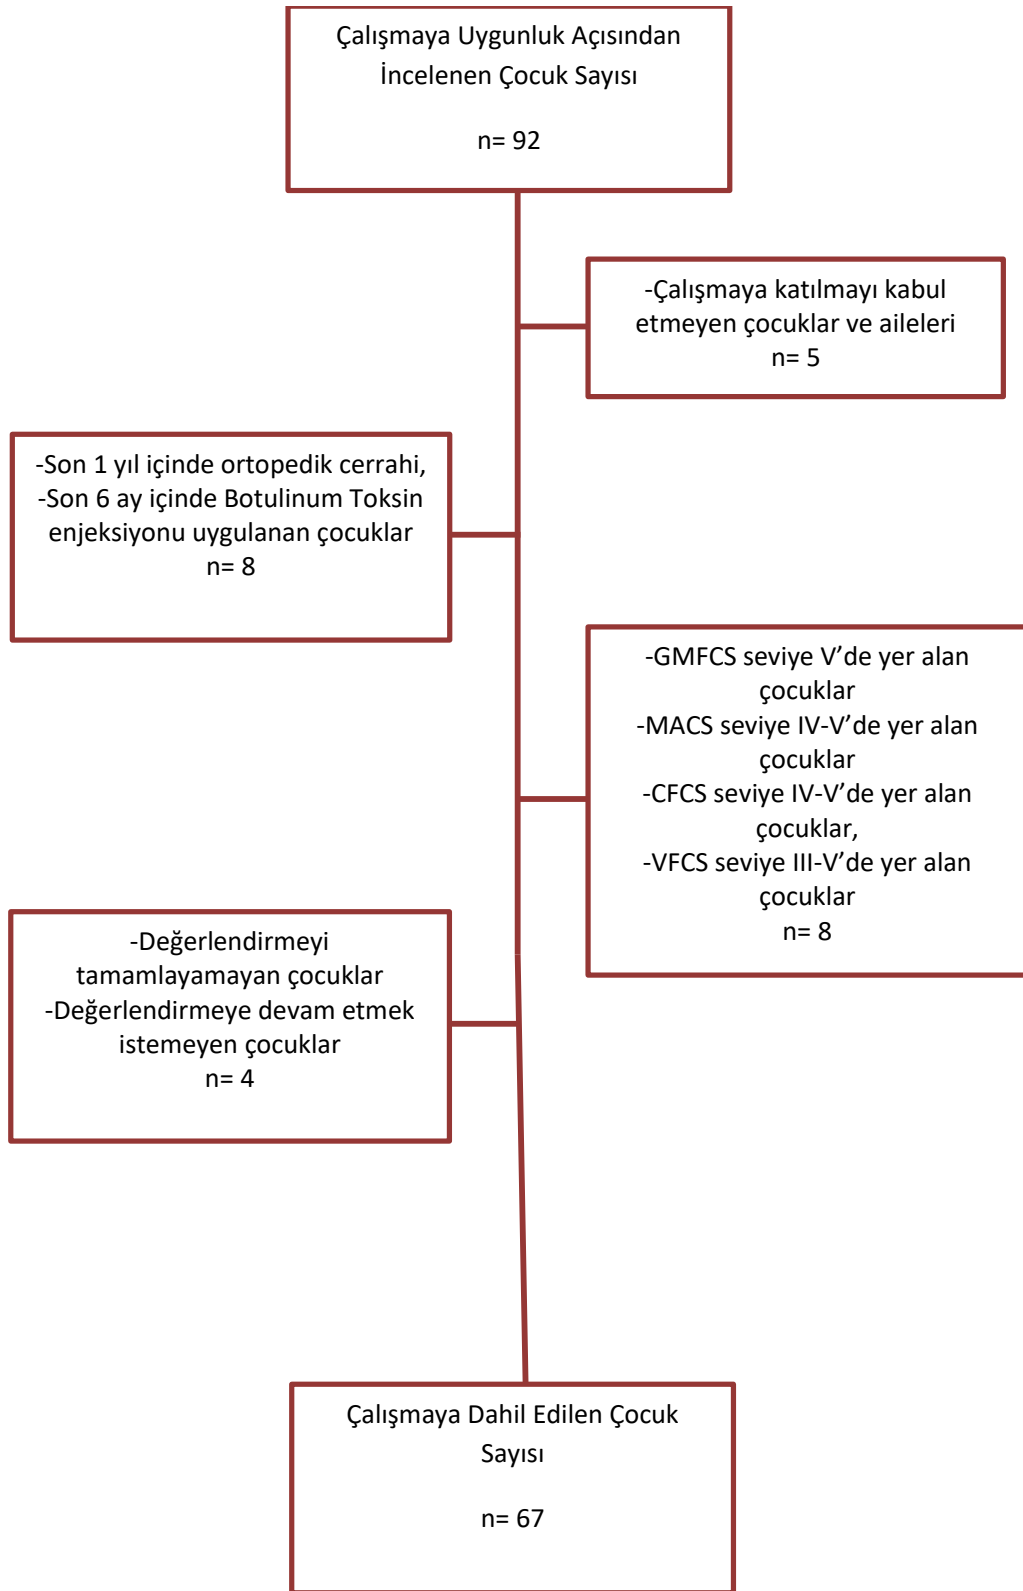 Çalışmaya Uygunluk Açısından
İncelenen Çocuk Sayısı
n= 92
-Çalışmaya katılmayı kabul
etmeyen çocuklar ve aileleri
n= 5
-Son 1 yıl içinde ortopedik cerrahi,
-Son 6 ay içinde Botulinum Toksin
enjeksiyonu uygulanan çocuklar
n= 8
-GMFCS seviye V’de yer alan
çocuklar
-MACS seviye IV-V’de yer alan
çocuklar
-CFCS seviye IV-V’de yer alan
çocuklar,
-VFCS seviye III-V’de yer alan
çocuklar
n= 8
-Değerlendirmeyi
tamamlayamayan çocuklar
-Değerlendirmeye devam etmek
istemeyen çocuklar
n= 4
Çalışmaya Dahil Edilen Çocuk
Sayısı
n= 67